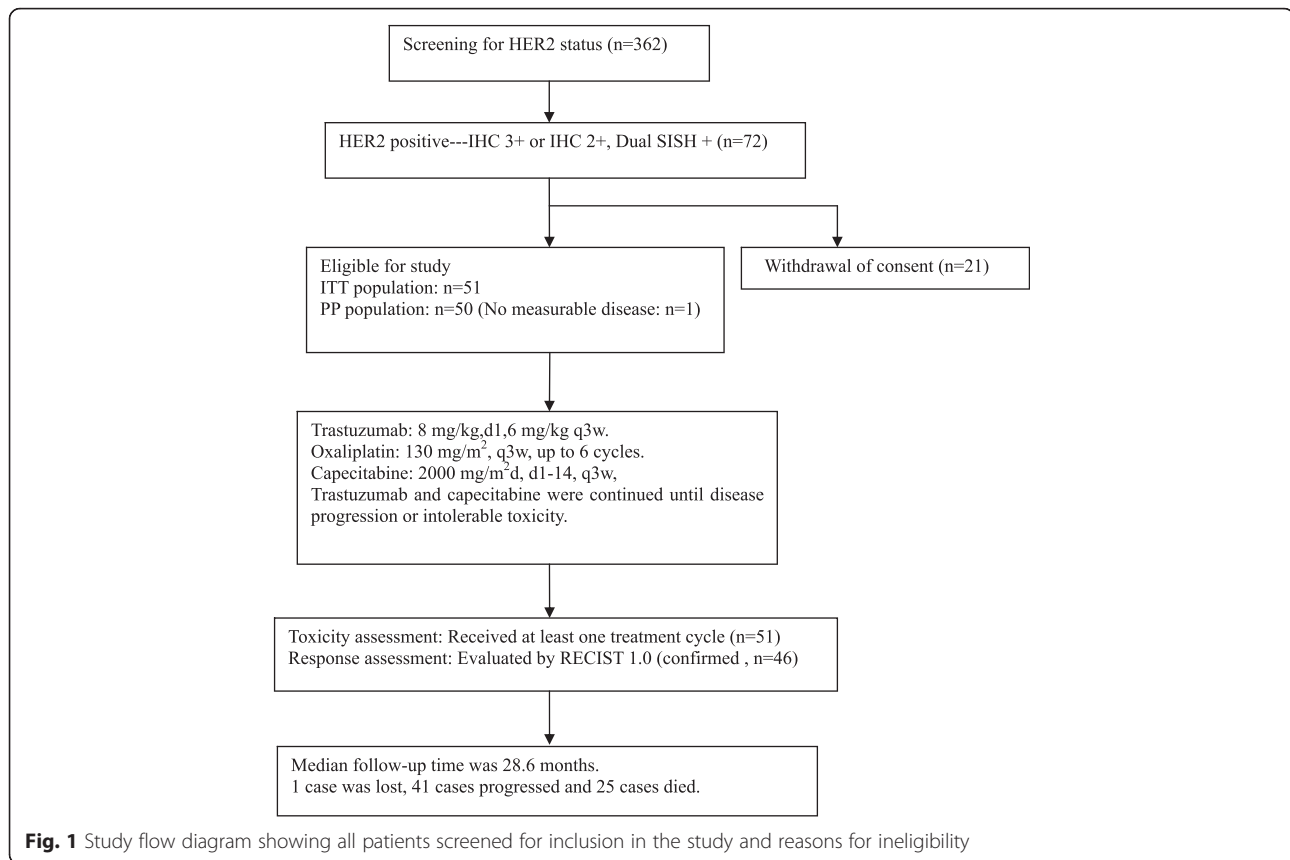 Screening for HER2 status (n=362)
HER2 positive---IHC 3+ or IHC 2+, Dual SISH + (n=72)
Eligible for study
ITT population: n=51
PP population: n=50 (No measurable disease: n=1)
Withdrawal of consent (n=21)
Trastuzumab: 8 mg/kg,d1,6 mg/kg q3w.
Oxaliplatin: 130 mg/m², q3w, up to 6 cycles.
Capecitabine: 2000 mg/m²d, d1-14, q3w,
Trastuzumab and capecitabine were continued until disease
progression or intolerable toxicity.
Toxicity assessment: Received at least one treatment cycle (n=51)
Response assessment: Evaluated by RECIST 1.0 (confirmed , n=46)
Median follow-up time was 28.6 months.
1 case was lost, 41 cases progressed and 25 cases died.
Fig. 1 Study flow diagram showing all patients screened for inclusion in the study and reasons for ineligibility